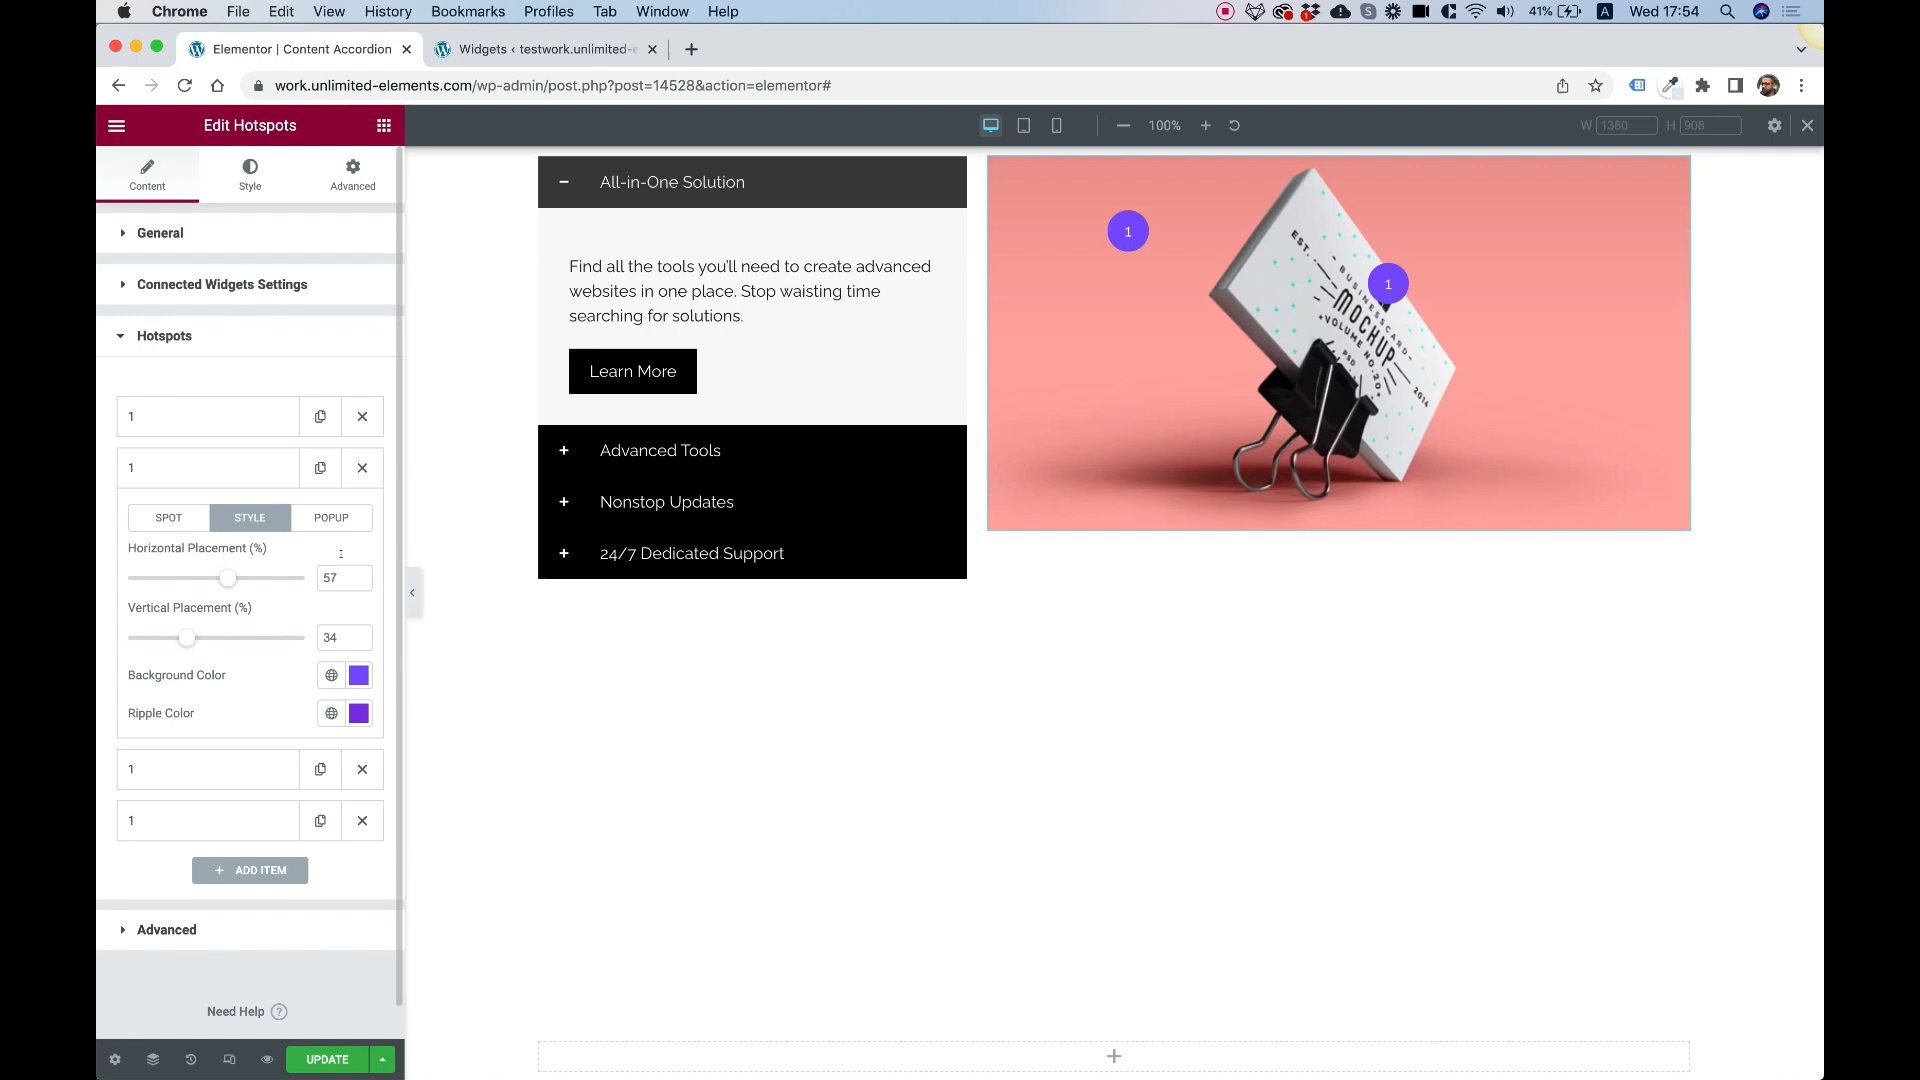 Chrome File Edit View History Bookmarks Profiles Tab Window Help
41% A Wed 17:54
Elementor | Content Accordion
Widgets ‹ testwork.unlimited-e
work.unlimited-elements.com/wp-admin/post.php?post=14528&action=elementor#
Edit Hotspots
100%
W 1380 H 908
Content Style Advanced
General
Connected Widgets Settings
Hotspots
1
1
SPOT STYLE POPUP
Horizontal Placement (%)
57
Vertical Placement (%)
34
Background Color
Ripple Color
1
1
+ ADD ITEM
Advanced
Need Help ?
UPDATE
− All-in-One Solution
Find all the tools you'll need to create advanced
websites in one place. Stop waisting time
searching for solutions.
Learn More
+ Advanced Tools
+ Nonstop Updates
+ 24/7 Dedicated Support
1
1
EST.
2014
BUSINESSCARD
MOCKUP
VOLUME NO.20
PSD
+